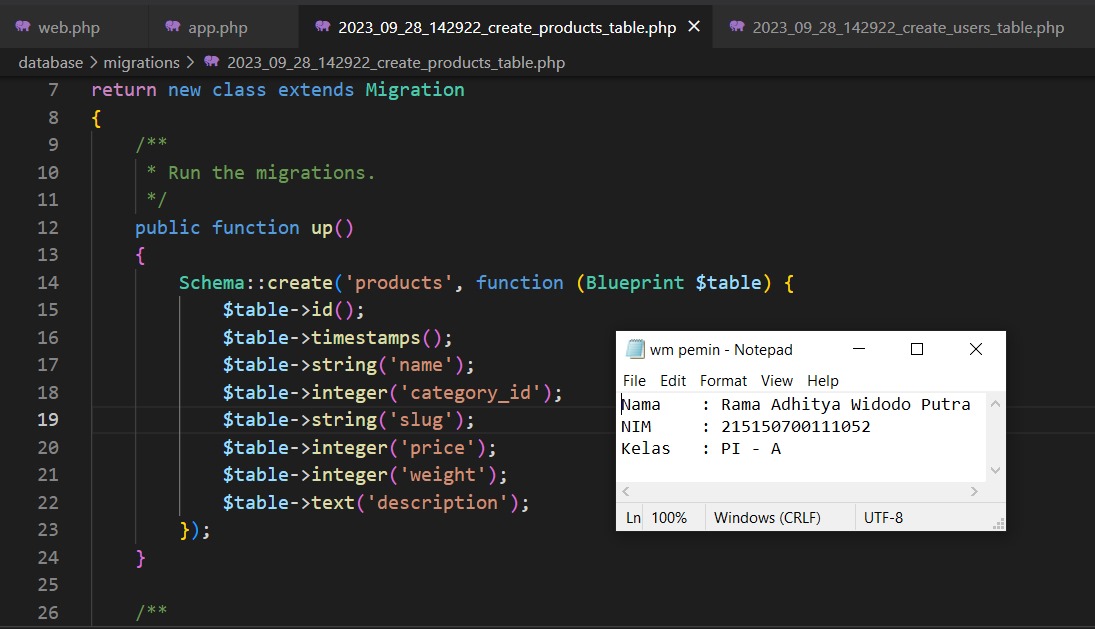 web.php
app.php
2023_09_28_142922_create_products_table.php
2023_09_28_142922_create_users_table.php
database > migrations > 2023_09_28_142922_create_products_table.php
7 return new class extends Migration
8 {
9 /**
10 * Run the migrations.
11 */
12 public function up()
13 {
14 Schema::create('products', function (Blueprint $table) {
15 $table->id();
16 $table->timestamps();
17 $table->string('name');
18 $table->integer('category_id');
19 $table->string('slug');
20 $table->integer('price');
21 $table->integer('weight');
22 $table->text('description');
23 });
24 }
25
26 /**
wm pemin - Notepad
File Edit Format View Help
Nama : Rama Adhitya Widodo Putra
NIM : 215150700111052
Kelas : PI - A
Ln 100% Windows (CRLF) UTF-8